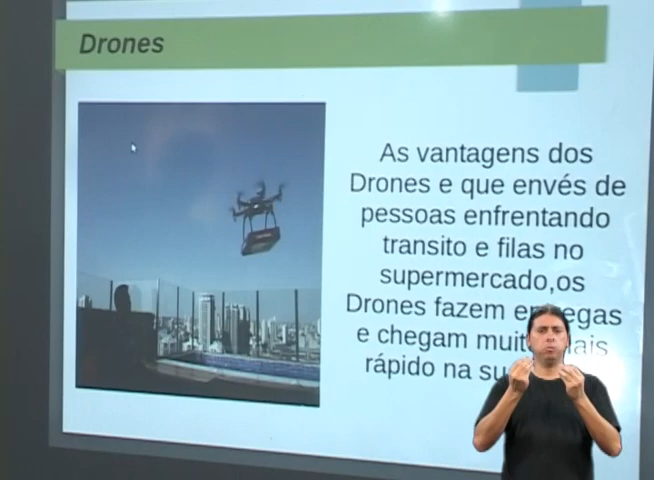 Drones
As vantagens dos
Drones e que envés de
pessoas enfrentando
transito e filas no
supermercado,os
Drones fazem
e chegam
rápido na